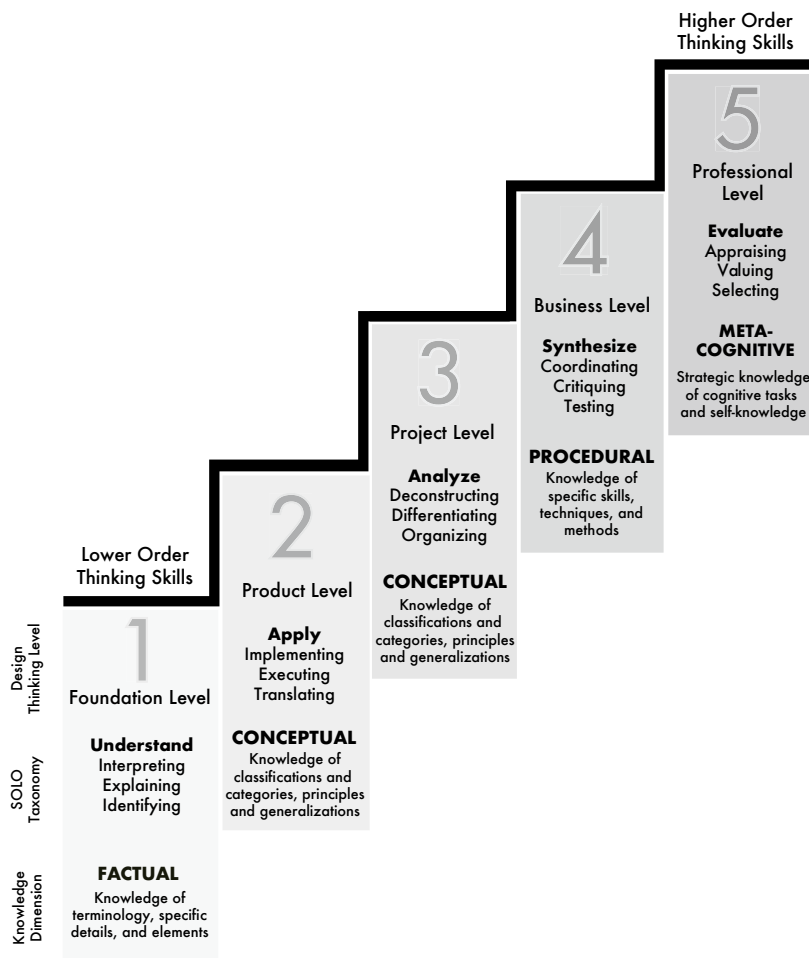 Higher Order
Thinking Skills
5
Professional
Level
Evaluate
Appraising
Valuing
Selecting
META-
COGNITIVE
Strategic knowledge
of cognitive tasks
and self-knowledge
4
Business Level
Synthesize
Coordinating
Critiquing
Testing
PROCEDURAL
Knowledge of
specific skills,
techniques, and
methods
3
Project Level
Analyze
Deconstructing
Differentiating
Organizing
CONCEPTUAL
Knowledge of
classifications and
categories, principles
and generalizations
2
Product Level
Apply
Implementing
Executing
Translating
CONCEPTUAL
Knowledge of
classifications and
categories, principles
and generalizations
Lower Order
Thinking Skills
1
Foundation Level
Understand
Interpreting
Explaining
Identifying
FACTUAL
Knowledge of
terminology, specific
details, and elements
Design
Thinking Level
SOLO
Taxonomy
Knowledge
Dimension